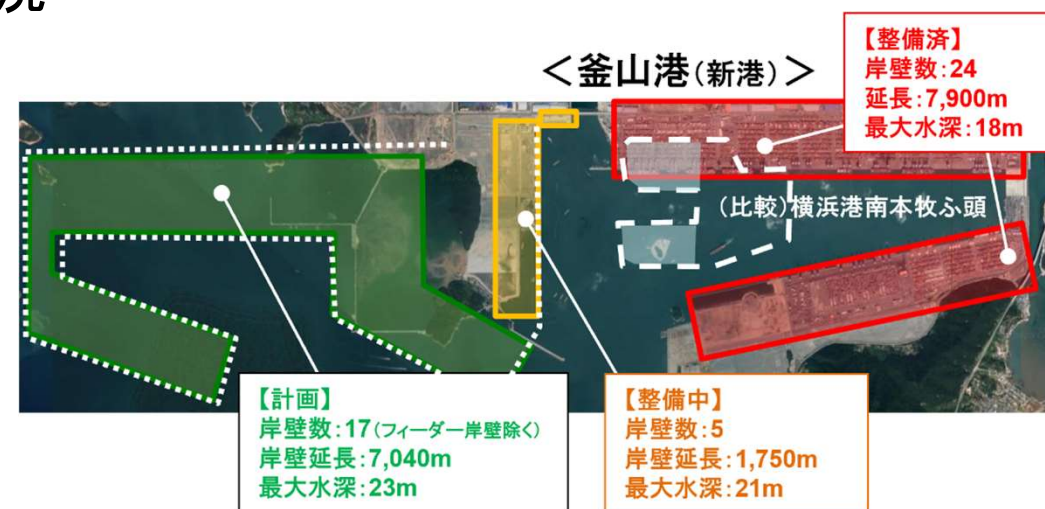 ＜釜山港(新港)＞
【整備済】
岸壁数:24
延長:7,900m
最大水深:18m
(比較)横浜港南本牧ふ頭
【計画】
岸壁数:17(フィーダー岸壁除く)
岸壁延長:7,040m
最大水深:23m
【整備中】
岸壁数:5
岸壁延長:1,750m
最大水深:21m